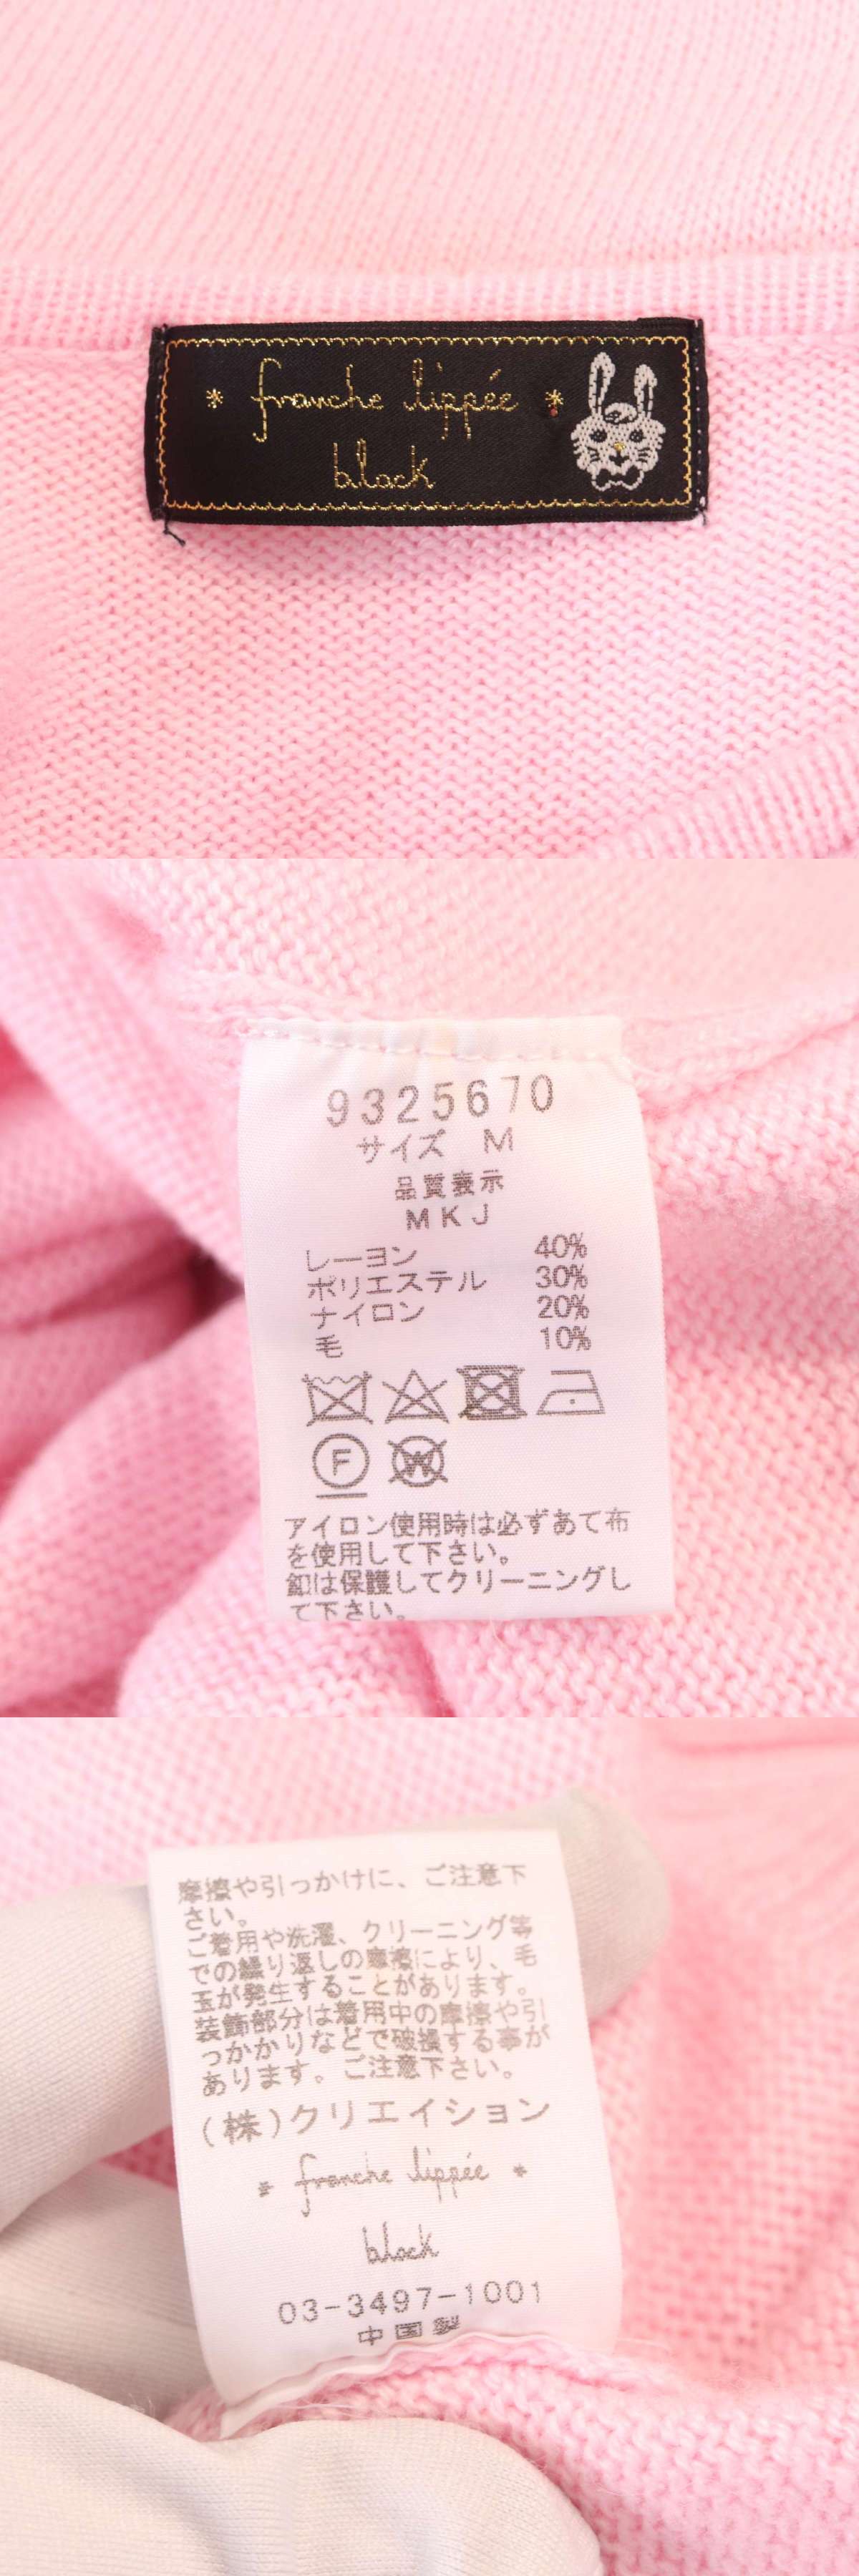 * franche lippée *
black
9325670
サイズ M
品質表示
MKJ
レーヨン 40%
ポリエステル 30%
ナイロン 20%
毛 10%
F
W
アイロン使用時は必ずあて布
を使用して下さい。
釦は保護してクリーニングし
て下さい。
摩擦や引っかけに、ご注意下
さい。
ご着用や洗濯、クリーニング等
での繰り返しの摩擦により、毛
玉が発生することがあります。
装飾部分は着用中の摩擦や引
っかかりなどで破損する事が
あります。ご注意下さい。
(株)クリエイション
* franche lippée *
black
03-3497-1001
中国製